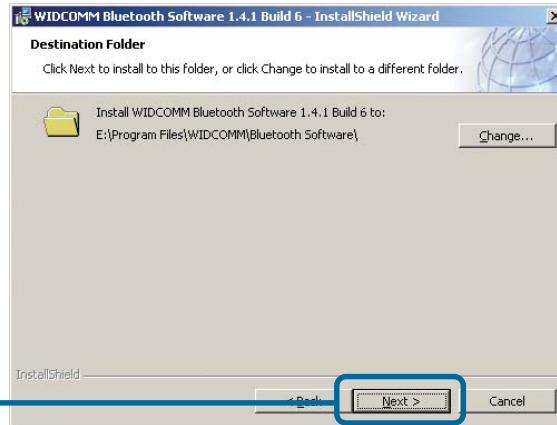 WIDCOMM Bluetooth Software 1.4.1 Build 6 - InstallShield Wizard
Destination Folder
Click Next to install to this folder, or click Change to install to a different folder.
Install WIDCOMM Bluetooth Software 1.4.1 Build 6 to:
E:\Program Files\WIDCOMM\Bluetooth Software\
Change...
InstallShield
< Back
Next >
Cancel